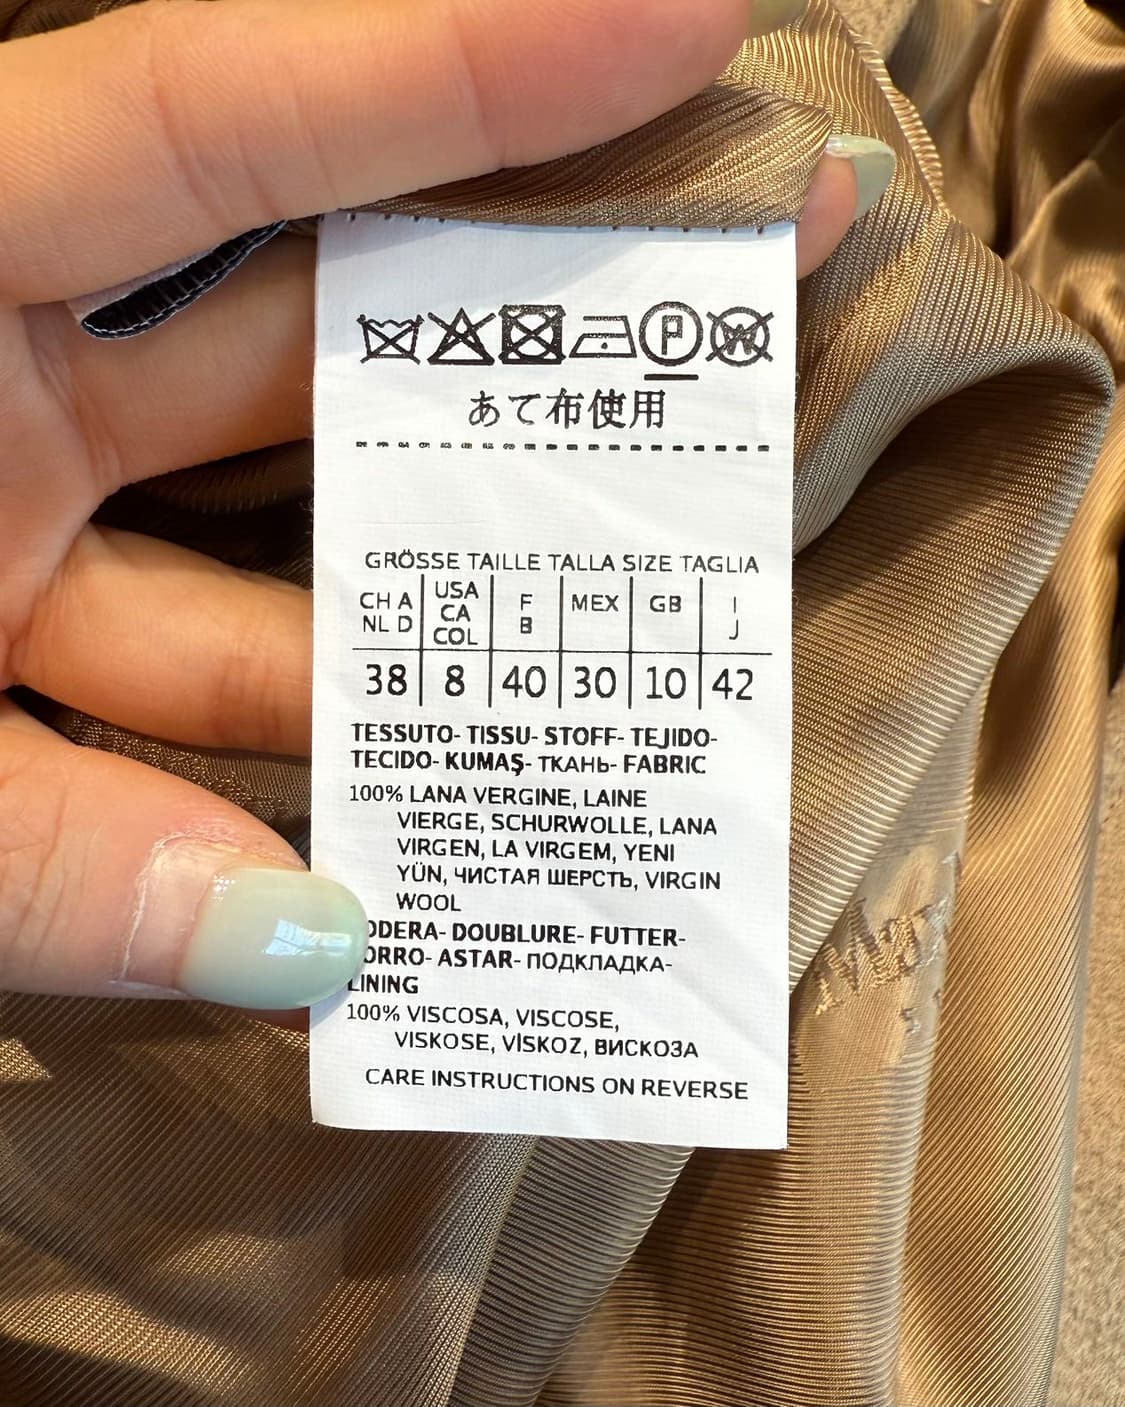 P W
あて布使用
GRÖSSE TAILLE TALLA SIZE TAGLIA
CH A NL D USA CA COL F B MEX GB I J
38 8 40 30 10 42
TESSUTO- TISSU- STOFF- TEJIDO-
TECIDO- KUMAŞ- ТКАНЬ- FABRIC
100% LANA VERGINE, LAINE
VIERGE, SCHURWOLLE, LANA
VIRGEN, LA VIRGEM, YENI
YÜN, ЧИСТАЯ ШЕРСТЬ, VIRGIN
WOOL
DOUBLURE- FUTTER-
ASTAR- ПОДКЛАДКА-
LINING
100% VISCOSA, VISCOSE,
VISKOSE, VİSKOZ, ВИСКОЗА
CARE INSTRUCTIONS ON REVERSE